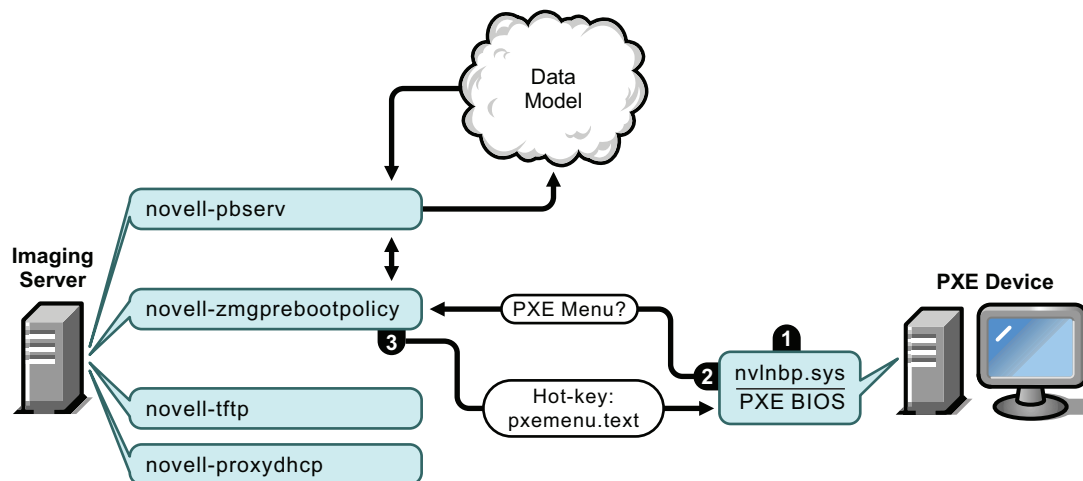 Data
Model
novell-pbserv
Imaging
Server
novell-zmgprebootpolicy
PXE Menu?
PXE Device
3
1
2
nvlnbp.sys
PXE BIOS
Hot-key:
pxemenu.text
novell-tftp
novell-proxydhcp